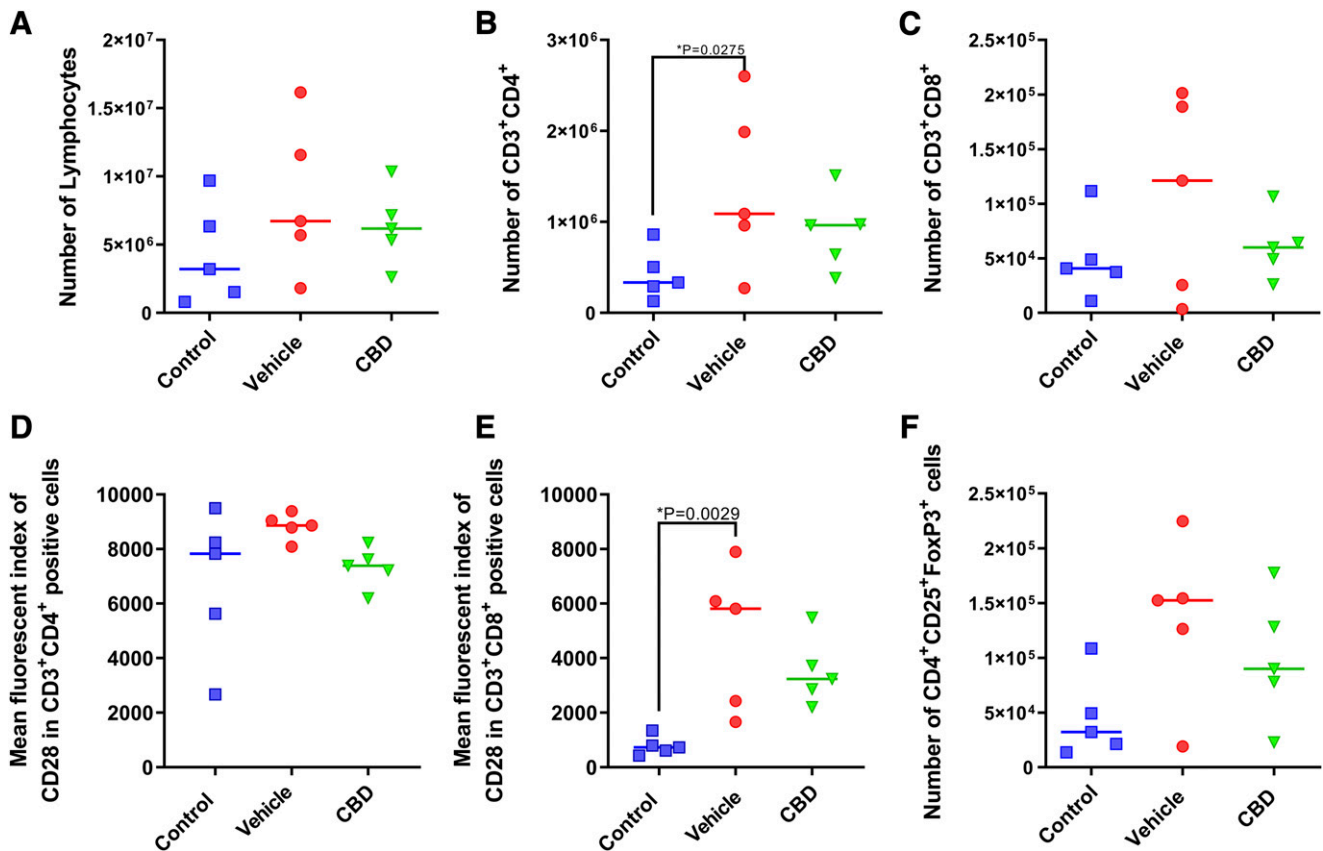 A
Number of Lymphocytes
2×10⁷
1.5×10⁷
1×10⁷
5×10⁶
0
Control
Vehicle
CBD
B
Number of CD3⁺CD4⁺
3×10⁶
2×10⁶
1×10⁶
0
*P=0.0275
Control
Vehicle
CBD
C
Number of CD3⁺CD8⁺
2.5×10⁵
2×10⁵
1.5×10⁵
1×10⁵
5×10⁴
0
Control
Vehicle
CBD
D
Mean fluorescent index of
CD28 in CD3⁺CD4⁺ positive cells
10000
8000
6000
4000
2000
0
Control
Vehicle
CBD
E
Mean fluorescent index of
CD28 in CD3⁺CD8⁺ positive cells
10000
8000
6000
4000
2000
0
*P=0.0029
Control
Vehicle
CBD
F
Number of CD4⁺CD25⁺FoxP3⁺ cells
2.5×10⁵
2×10⁵
1.5×10⁵
1×10⁵
5×10⁴
0
Control
Vehicle
CBD